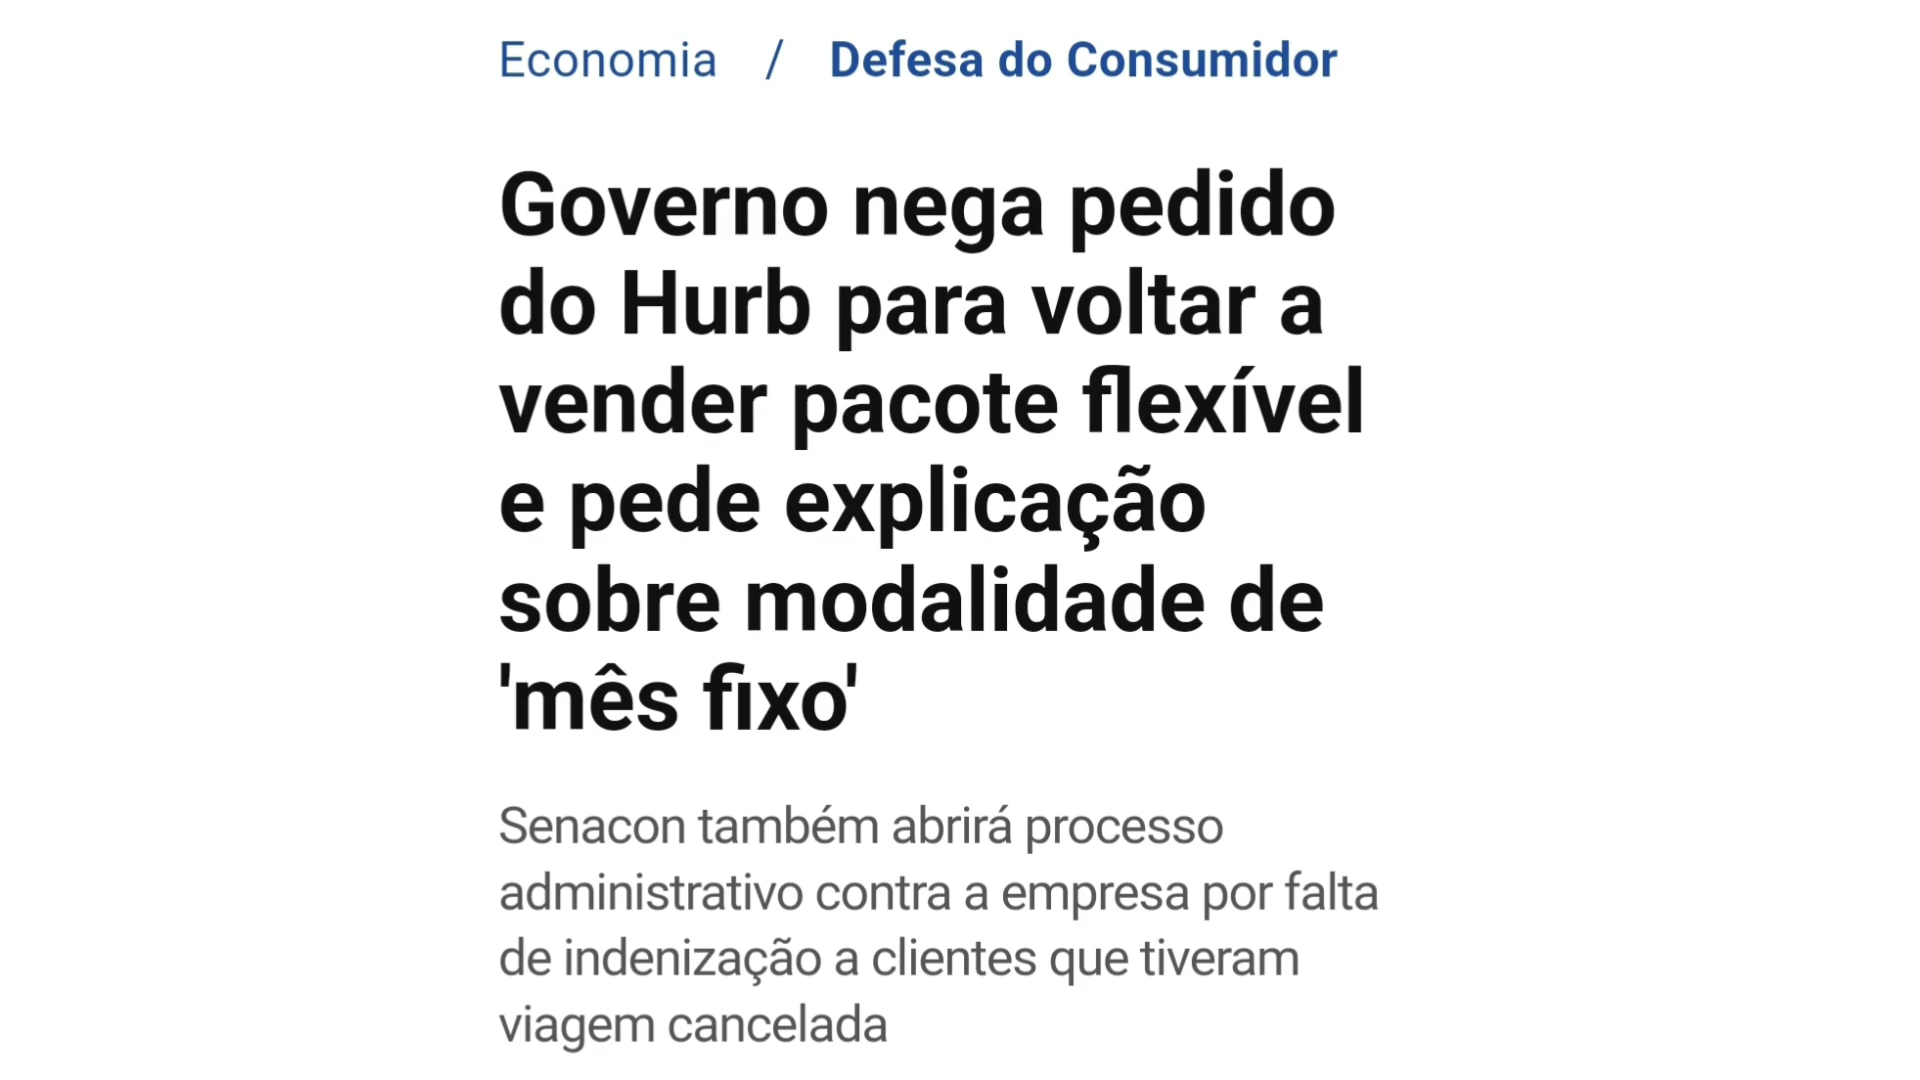 Economia / Defesa do Consumidor
Governo nega pedido
do Hurb para voltar a
vender pacote flexível
e pede explicação
sobre modalidade de
'mês fixo'
Senacon também abrirá processo
administrativo contra a empresa por falta
de indenização a clientes que tiveram
viagem cancelada